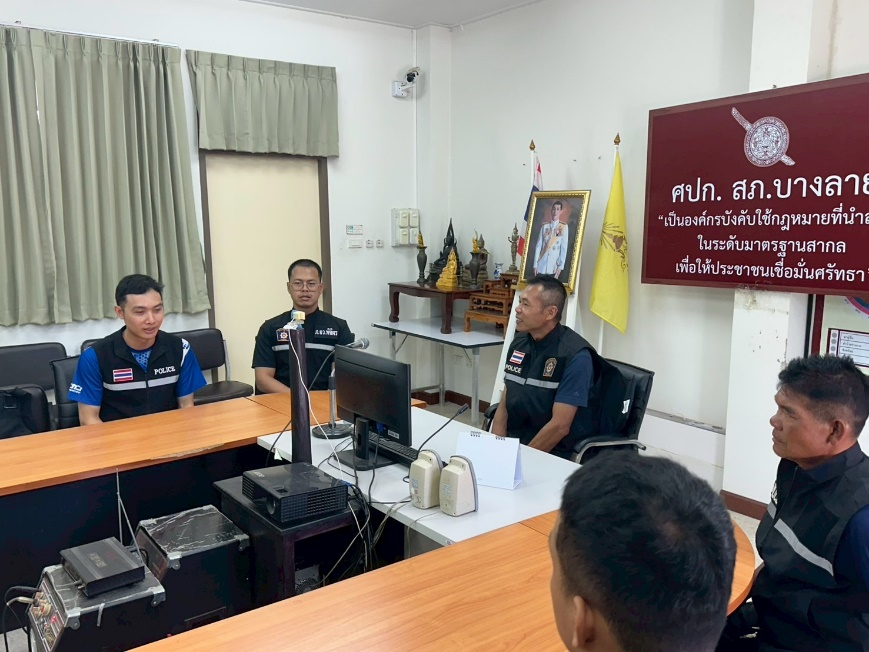 ศปก. สภ.บางลาย
“เป็นองค์กรบังคับใช้กฎหมายที่นำส
ในระดับมาตรฐานสากล
เพื่อให้ประชาชนเชื่อมั่นศรัทธา”
POLICE
POLICE